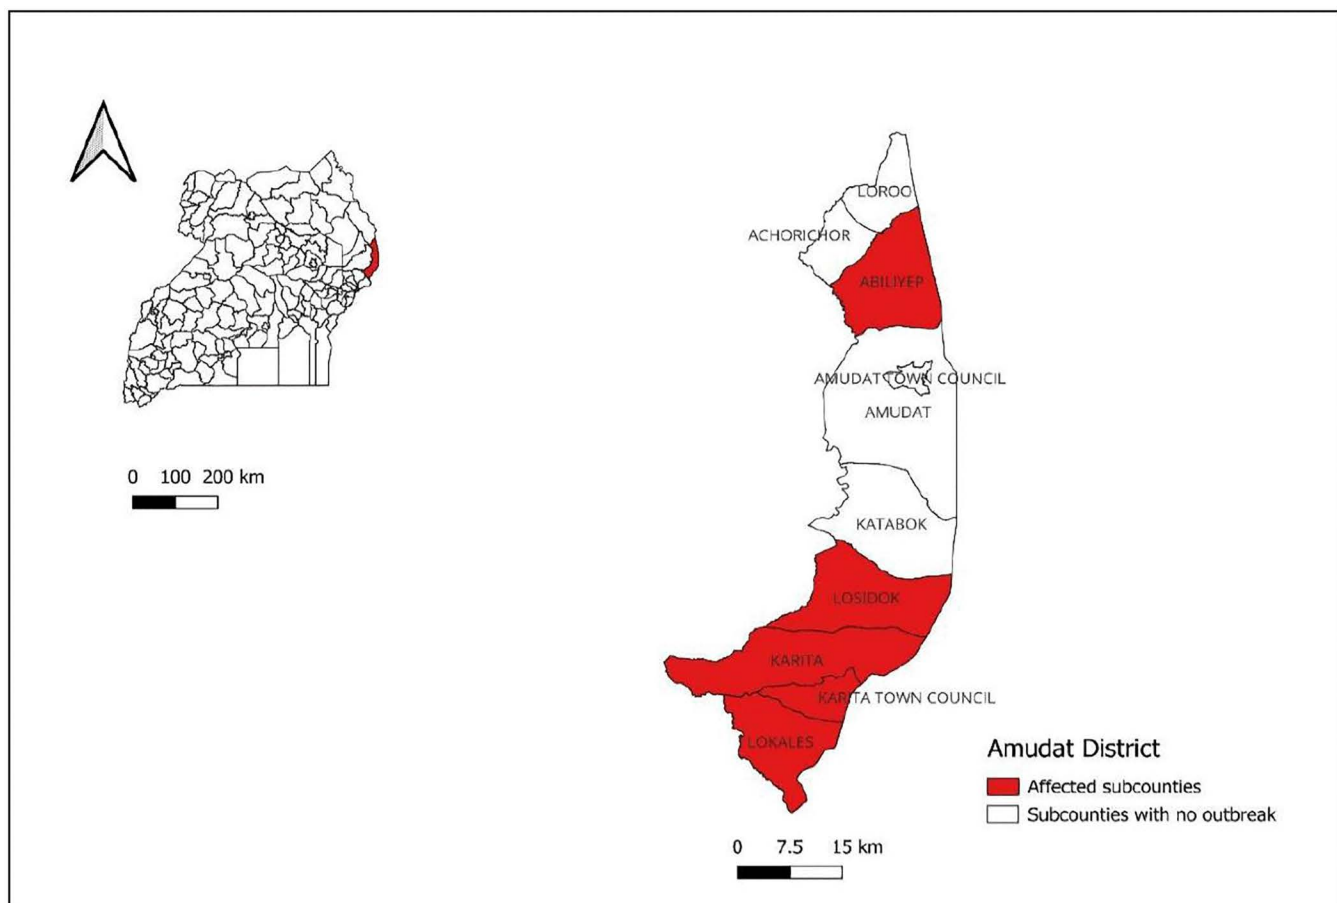 LOROO
ACHORICHOR
ABILIYEP
AMUDAT TOWN COUNCIL
AMUDAT
0 100 200 km
KATABOK
LOSIDOK
KARITA
KARITA TOWN COUNCIL
LOKALES
Amudat District
Affected subcounties
Subcounties with no outbreak
0 7.5 15 km